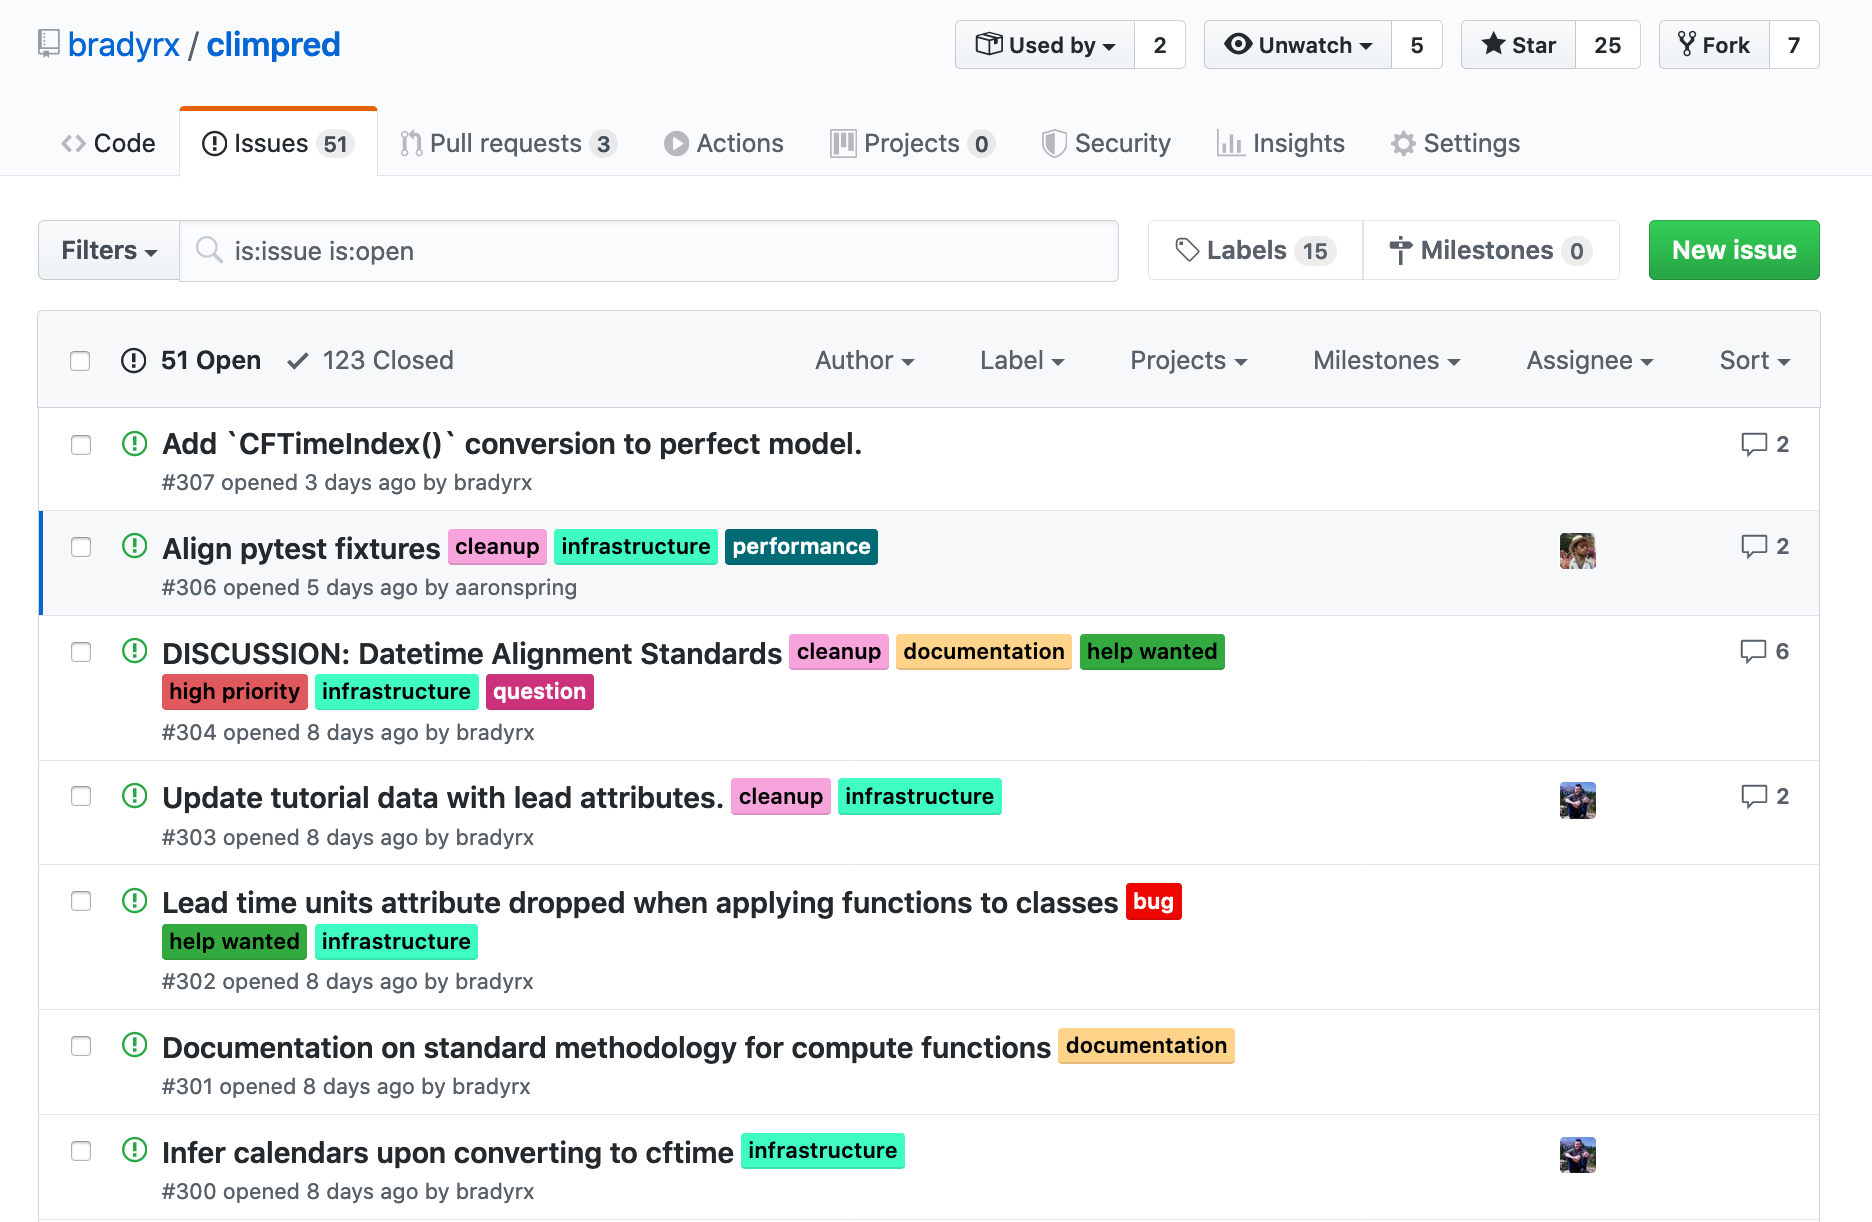 bradyrx / climpred
Used by 2 Unwatch 5 Star 25 Fork 7
Code Issues 51 Pull requests 3 Actions Projects 0 Security Insights Settings
Filters is:issue is:open Labels 15 Milestones 0 New issue
51 Open 123 Closed Author Label Projects Milestones Assignee Sort
Add `CFTimeIndex()` conversion to perfect model. 2
#307 opened 3 days ago by bradyrx
Align pytest fixtures cleanup infrastructure performance 2
#306 opened 5 days ago by aaronspring
DISCUSSION: Datetime Alignment Standards cleanup documentation help wanted 6
high priority infrastructure question
#304 opened 8 days ago by bradyrx
Update tutorial data with lead attributes. cleanup infrastructure 2
#303 opened 8 days ago by bradyrx
Lead time units attribute dropped when applying functions to classes bug
help wanted infrastructure
#302 opened 8 days ago by bradyrx
Documentation on standard methodology for compute functions documentation
#301 opened 8 days ago by bradyrx
Infer calendars upon converting to cftime infrastructure
#300 opened 8 days ago by bradyrx